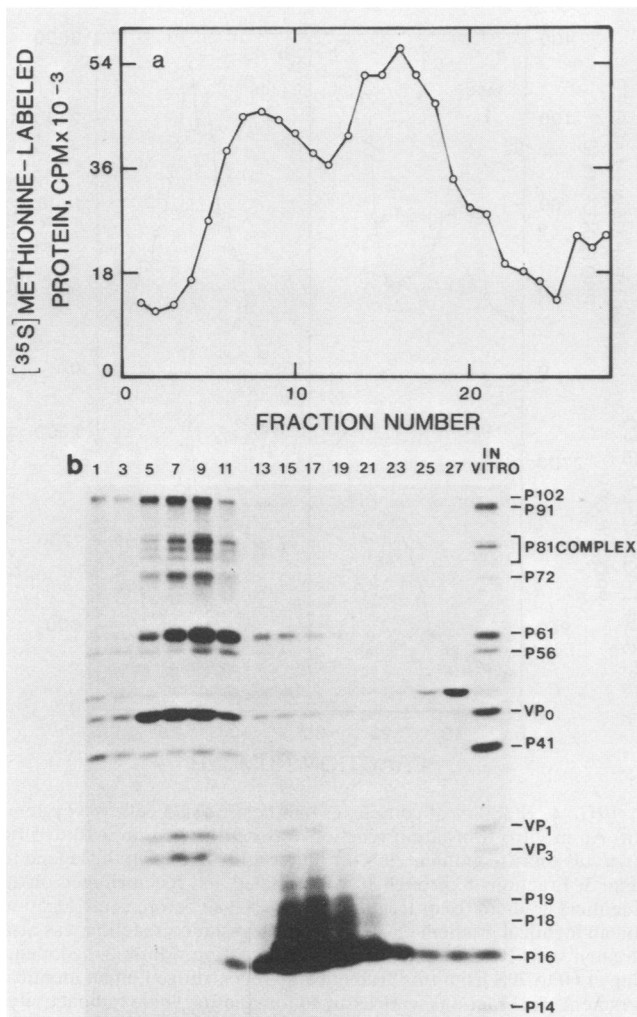 54
a
36
18
0
[35S] METHIONINE-LABELED
PROTEIN, CPM x 10-3
0 10 20
FRACTION NUMBER
b
1 3 5 7 9 11 13 15 17 19 21 23 25 27 IN VITRO
P102
P91
P81COMPLEX
P72
P61
P56
VP0
P41
VP1
VP3
P19
P18
P16
P14